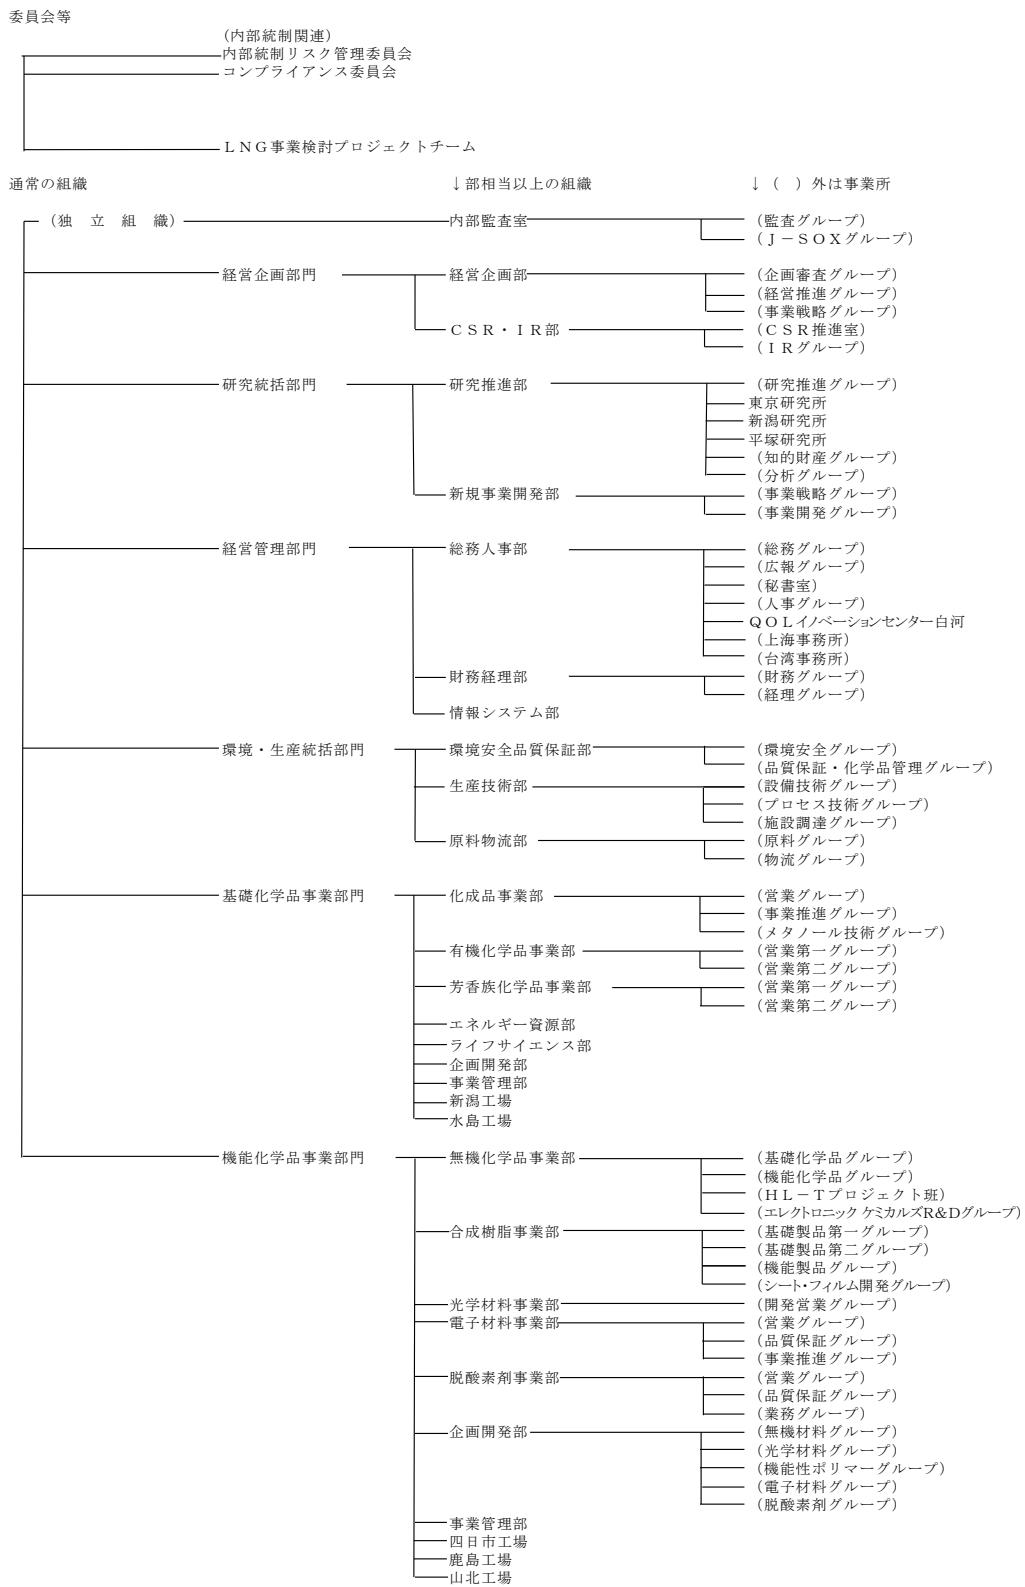 委員会等
(内部統制関連)
内部統制リスク管理委員会
コンプライアンス委員会
ＬＮＧ事業検討プロジェクトチーム
通常の組織 ↓部相当以上の組織 ↓（　）外は事業所
（独　立　組　織） 内部監査室 （監査グループ）
（Ｊ－ＳＯＸグループ）
経営企画部門 経営企画部 （企画審査グループ）
（経営推進グループ）
（事業戦略グループ）
ＣＳＲ・ＩＲ部 （ＣＳＲ推進室）
（ＩＲグループ）
研究統括部門 研究推進部 （研究推進グループ）
東京研究所
新潟研究所
平塚研究所
（知的財産グループ）
（分析グループ）
新規事業開発部 （事業戦略グループ）
（事業開発グループ）
経営管理部門 総務人事部 （総務グループ）
（広報グループ）
（秘書室）
（人事グループ）
ＱＯＬイノベーションセンター白河
（上海事務所）
（台湾事務所）
財務経理部 （財務グループ）
（経理グループ）
情報システム部
環境・生産統括部門 環境安全品質保証部 （環境安全グループ）
（品質保証・化学品管理グループ）
生産技術部 （設備技術グループ）
（プロセス技術グループ）
（施設調達グループ）
原料物流部 （原料グループ）
（物流グループ）
基礎化学品事業部門 化成品事業部 （営業グループ）
（事業推進グループ）
（メタノール技術グループ）
有機化学品事業部 （営業第一グループ）
（営業第二グループ）
芳香族化学品事業部 （営業第一グループ）
（営業第二グループ）
エネルギー資源部
ライフサイエンス部
企画開発部
事業管理部
新潟工場
水島工場
機能化学品事業部門 無機化学品事業部 （基礎化学品グループ）
（機能化学品グループ）
（ＨＬ－Ｔプロジェクト班）
（エレクトロニック ケミカルズR&Dグループ）
合成樹脂事業部 （基礎製品第一グループ）
（基礎製品第二グループ）
（機能製品グループ）
（シート・フィルム開発グループ）
光学材料事業部 （開発営業グループ）
電子材料事業部 （営業グループ）
（品質保証グループ）
（事業推進グループ）
脱酸素剤事業部 （営業グループ）
（品質保証グループ）
（業務グループ）
企画開発部 （無機材料グループ）
（光学材料グループ）
（機能性ポリマーグループ）
（電子材料グループ）
（脱酸素剤グループ）
事業管理部
四日市工場
鹿島工場
山北工場